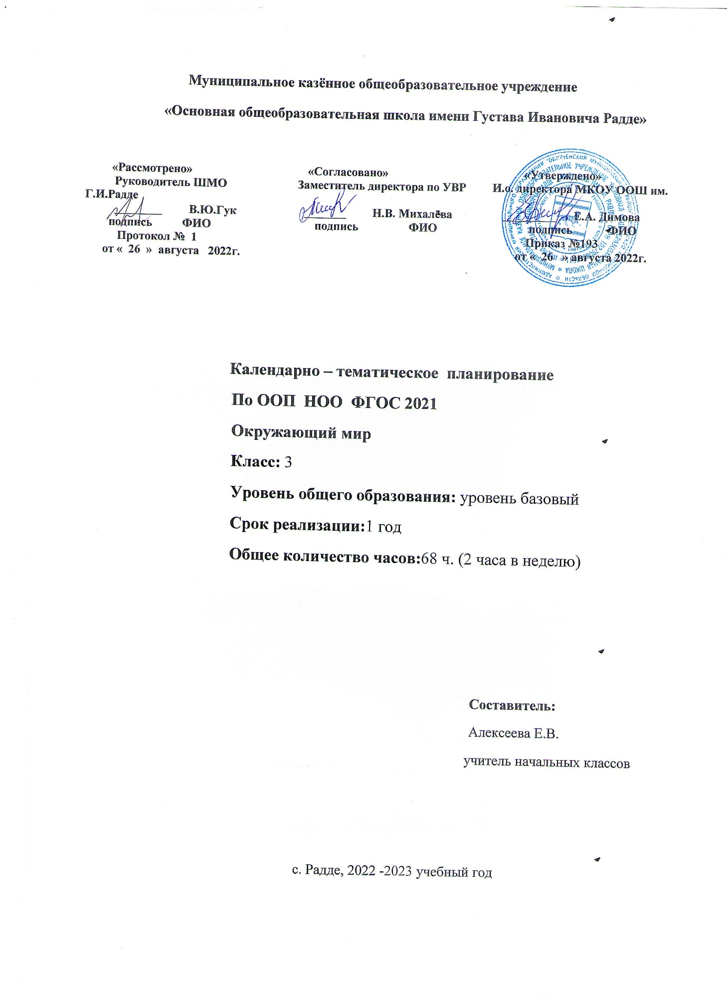 Муниципальное казённое общеобразовательное учреждение
«Основная общеобразовательная школа имени Густава Ивановича Радде»
«Рассмотрено»
Руководитель ШМО
Г.И.Радде
В.Ю.Гук
подпись ФИО
Протокол № 1
от « 26 » августа 2022г.
«Согласовано»
Заместитель директора по УВР
Н.В. Михалёва
подпись ФИО
«Утверждено»
И.о. директора МКОУ ООШ им.
Е.А. Димова
подпись ФИО
Приказ №193
от « 26 » августа 2022г.
Календарно – тематическое планирование
По ООП НОО ФГОС 2021
Окружающий мир
Класс: 3
Уровень общего образования: уровень базовый
Срок реализации:1 год
Общее количество часов:68 ч. (2 часа в неделю)
Составитель:
Алексеева Е.В.
учитель начальных классов
с. Радде, 2022 -2023 учебный год